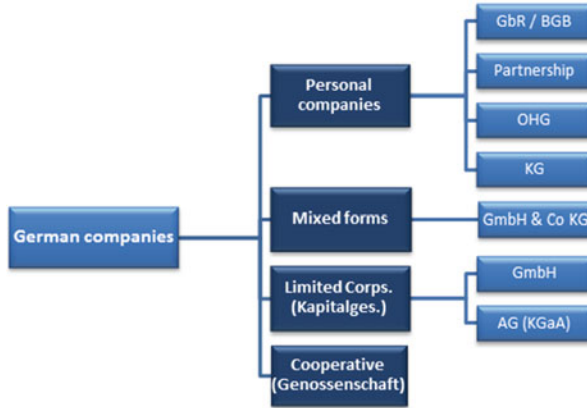 German companies
Personal
companies
GbR / BGB
Partnership
OHG
KG
Mixed forms
GmbH & Co KG
Limited Corps.
(Kapitalges.)
GmbH
AG (KGaA)
Cooperative
(Genossenschaft)